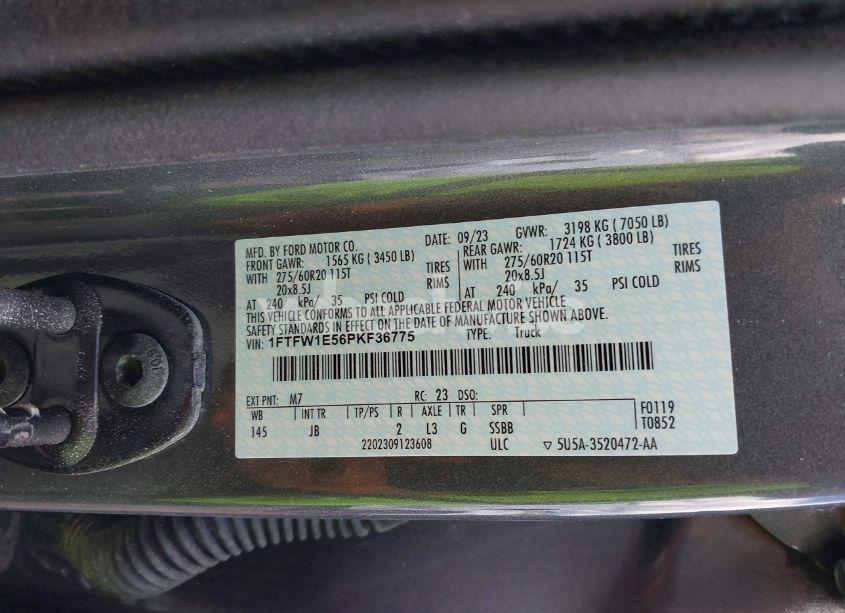 MFD. BY FORD MOTOR CO. DATE: 09/23 GVWR: 3198 KG ( 7050 LB)
FRONT GAWR: 1565 KG ( 3450 LB) REAR GAWR: 1724 KG ( 3800 LB)
WITH 275/60R20 115T TIRES WITH 275/60R20 115T TIRES
20x8.5J RIMS 20x8.5J RIMS
AT 240 kPa/ 35 PSI COLD AT 240 kPa/ 35 PSI COLD
THIS VEHICLE CONFORMS TO ALL APPLICABLE FEDERAL MOTOR VEHICLE
SAFETY STANDARDS IN EFFECT ON THE DATE OF MANUFACTURE SHOWN ABOVE.
VIN: 1FTFW1E56PKF36775 TYPE: Truck
EXT PNT: M7 RC: 23 DSO:
WB INT TR TP/PS R AXLE TR SPR F0119
145 JB 2 L3 G SSBB T0852
2202309123608 ULC ▽ 5U5A-3520472-AA